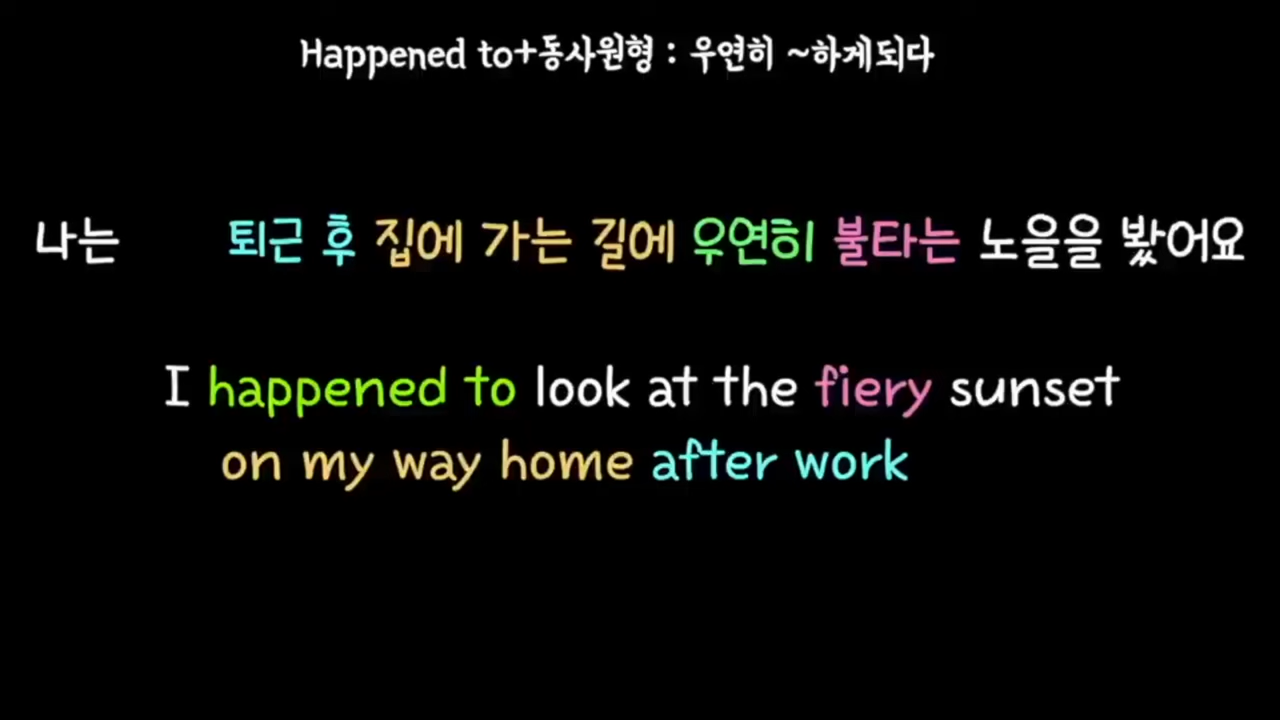 Happened to+동사원형 : 우연히 ~하게되다
나는 퇴근 후 집에 가는 길에 우연히 불타는 노을을 봤어요
I happened to look at the fiery sunset
on my way home after work